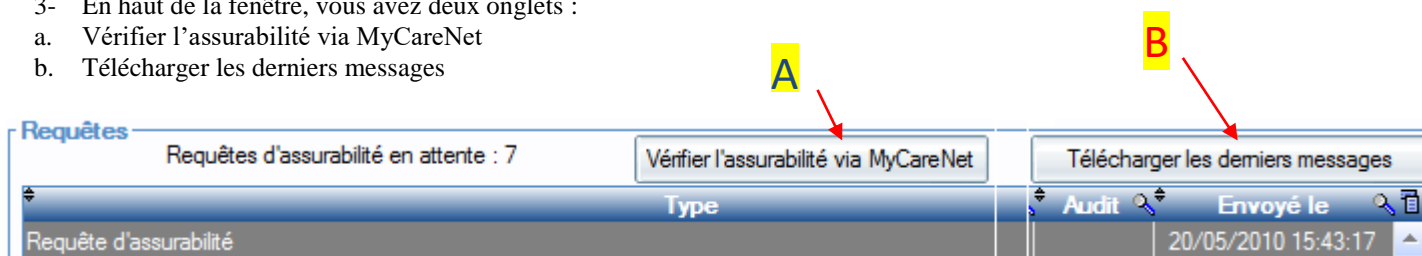 3- En haut de la fenêtre, vous avez deux onglets :
a. Vérifier l’assurabilité via MyCareNet
b. Télécharger les derniers messages
A
B
Requêtes
Requêtes d'assurabilité en attente : 7 Vérifier l'assurabilité via MyCareNet Télécharger les derniers messages
Type Audit Envoyé le
Requête d'assurabilité 20/05/2010 15:43:17